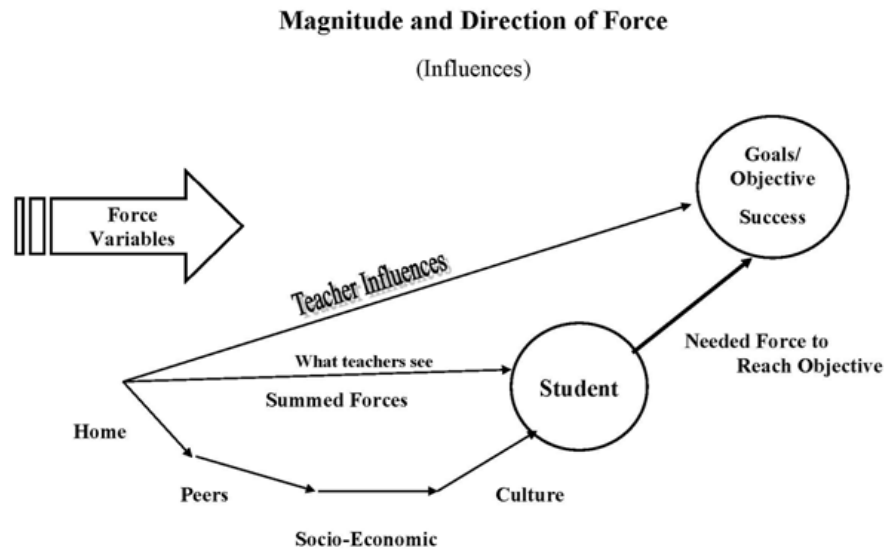 Magnitude and Direction of Force
(Influences)
Goals/
Objective
Success
Force
Variables
Teacher Influences
What teachers see
Summed Forces
Student
Needed Force to
Reach Objective
Home
Peers
Culture
Socio-Economic